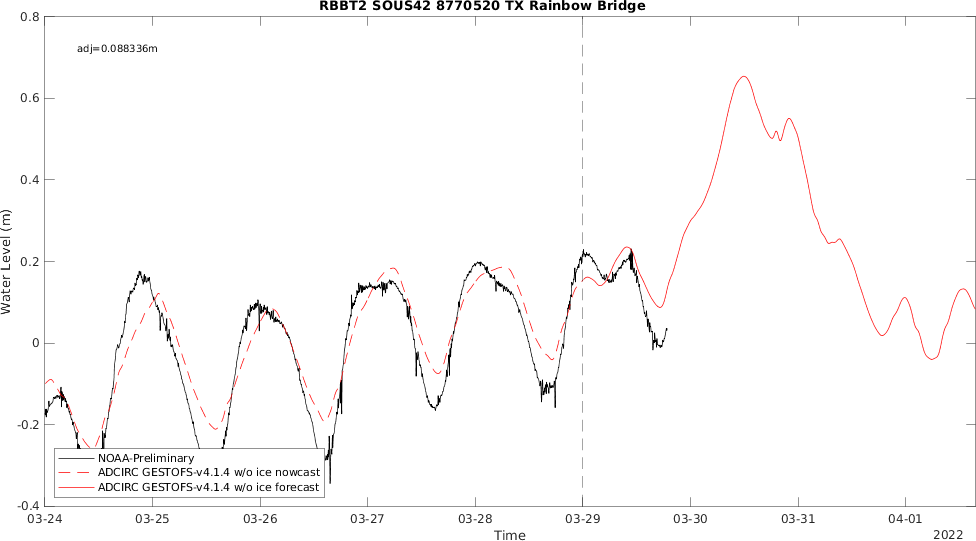 RBBT2 SOUS42 8770520 TX Rainbow Bridge
adj=0.088336m
0.8
0.6
0.4
0.2
0
-0.2
-0.4
Water Level (m)
NOAA-Preliminary
ADCIRC GESTOFS-v4.1.4 w/o ice nowcast
ADCIRC GESTOFS-v4.1.4 w/o ice forecast
03-24 03-25 03-26 03-27 03-28 03-29 03-30 03-31 04-01
Time
2022